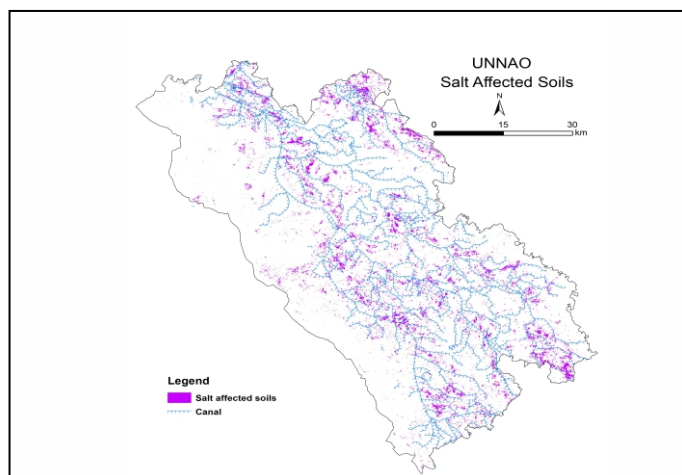 UNNAO
Salt Affected Soils
N
0 15 30
km
Legend
Salt affected soils
Canal